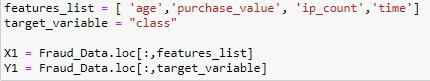 features_list = [ 'age','purchase_value', 'ip_count','time']
target_variable = "class"
X1 = Fraud_Data.loc[:,features_list]
Y1 = Fraud_Data.loc[:,target_variable]